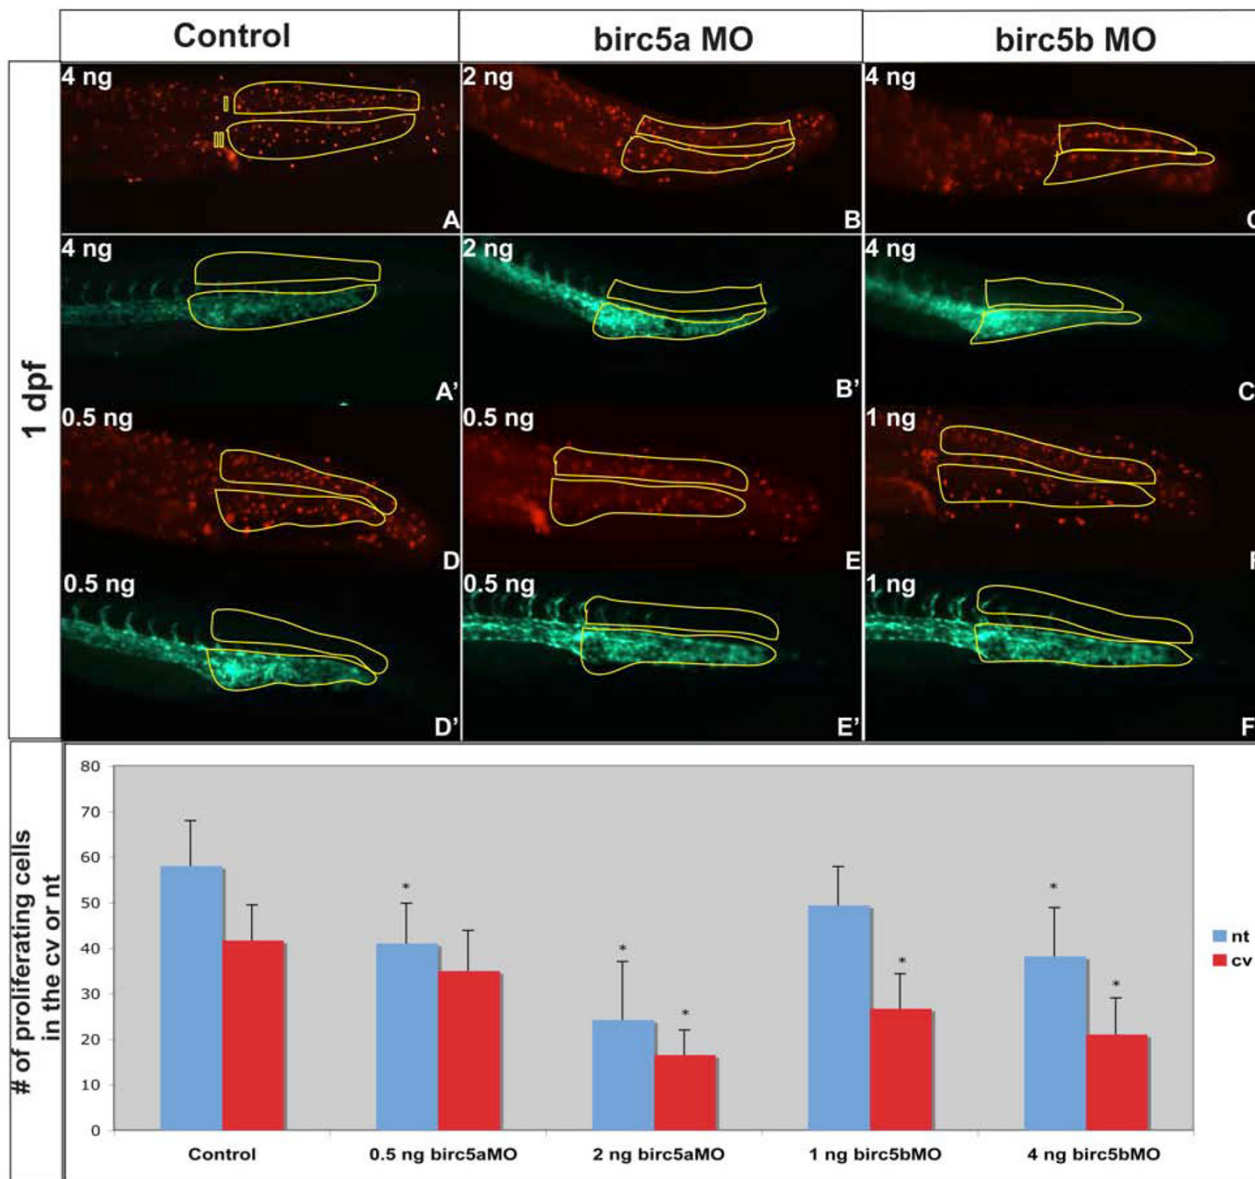 Control birc5a MO birc5b MO
1 dpf
4 ng 2 ng 4 ng
A B C
4 ng 2 ng 4 ng
A' B' C
0.5 ng 0.5 ng 1 ng
D E F
0.5 ng 0.5 ng 1 ng
D' E' F
# of proliferating cells
in the cv or nt
80
70
60
50
40
30
20
10
0
* * * * * *
nt
cv
Control 0.5 ng birc5aMO 2 ng birc5aMO 1 ng birc5bMO 4 ng birc5bMO